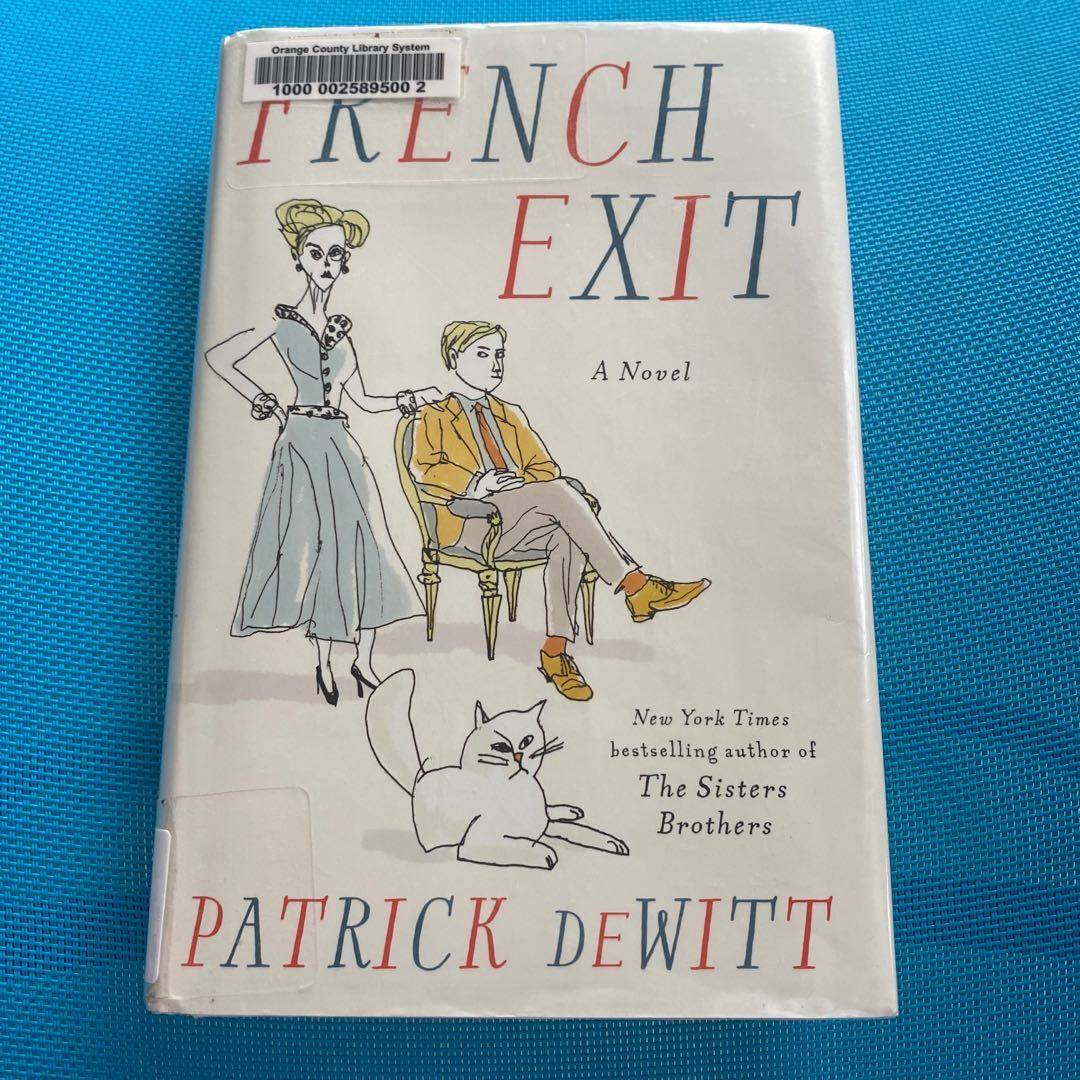 Orange County Library System
1000 002589500 2
FRENCH
EXIT
A Novel
New York Times
bestselling author of
The Sisters
Brothers
PATRICK DEWITT